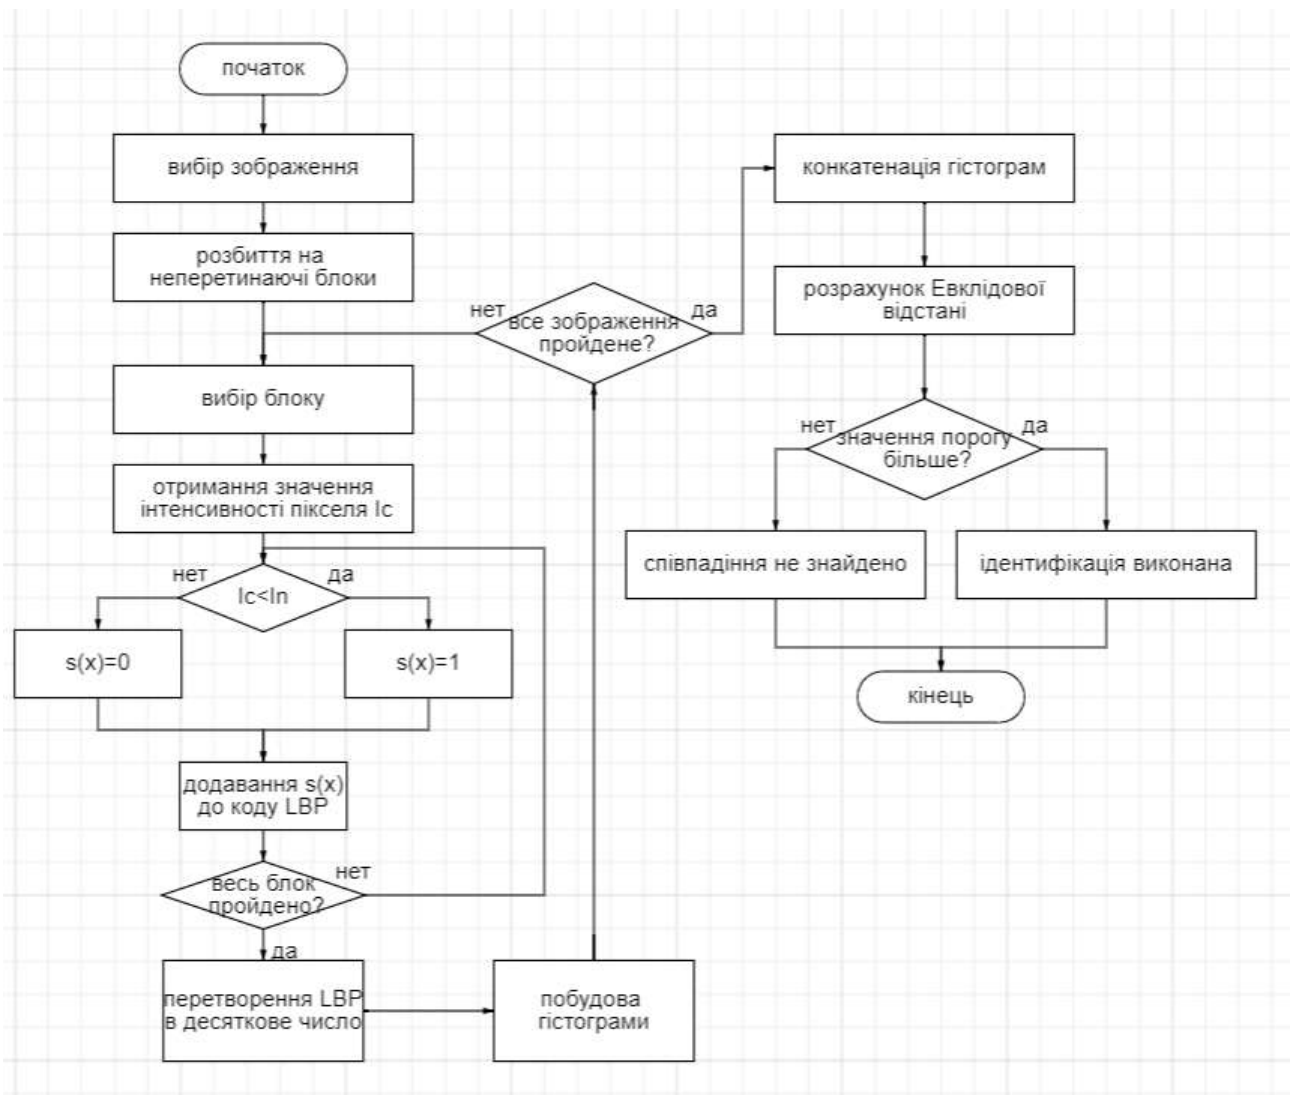 початок
вибір зображення
розбиття на
неперетинаючі блоки
вибір блоку
отримання значення
інтенсивності пікселя Ic
нет
да
Ic<In
s(x)=0
s(x)=1
додавання s(x)
до коду LBP
нет
весь блок
пройдено?
да
перетворення LBP
в десяткове число
побудова
гістограми
нет
да
все зображення
пройдене?
конкатенація гістограм
розрахунок Евклідової
відстані
нет
да
значення порогу
більше?
співпадіння не знайдено
ідентифікація виконана
кінець